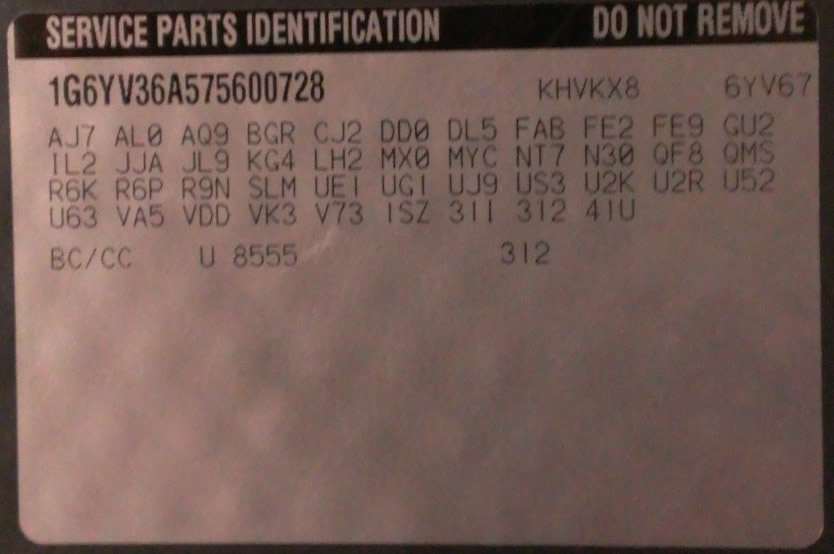 SERVICE PARTS IDENTIFICATION DO NOT REMOVE
1G6YV36A575600728 KHVKX8 6YV67
AJ7 AL0 AQ9 BGR CJ2 DD0 DL5 FAB FE2 FE9 GU2
IL2 JJA JL9 KG4 LH2 MX0 MYC NT7 N30 QF8 QMS
R6K R6P R9N SLM UE1 UG1 UJ9 US3 U2K U2R U52
U63 VA5 VDD VK3 V73 1SZ 31I 312 41U
BC/CC U 8555 312